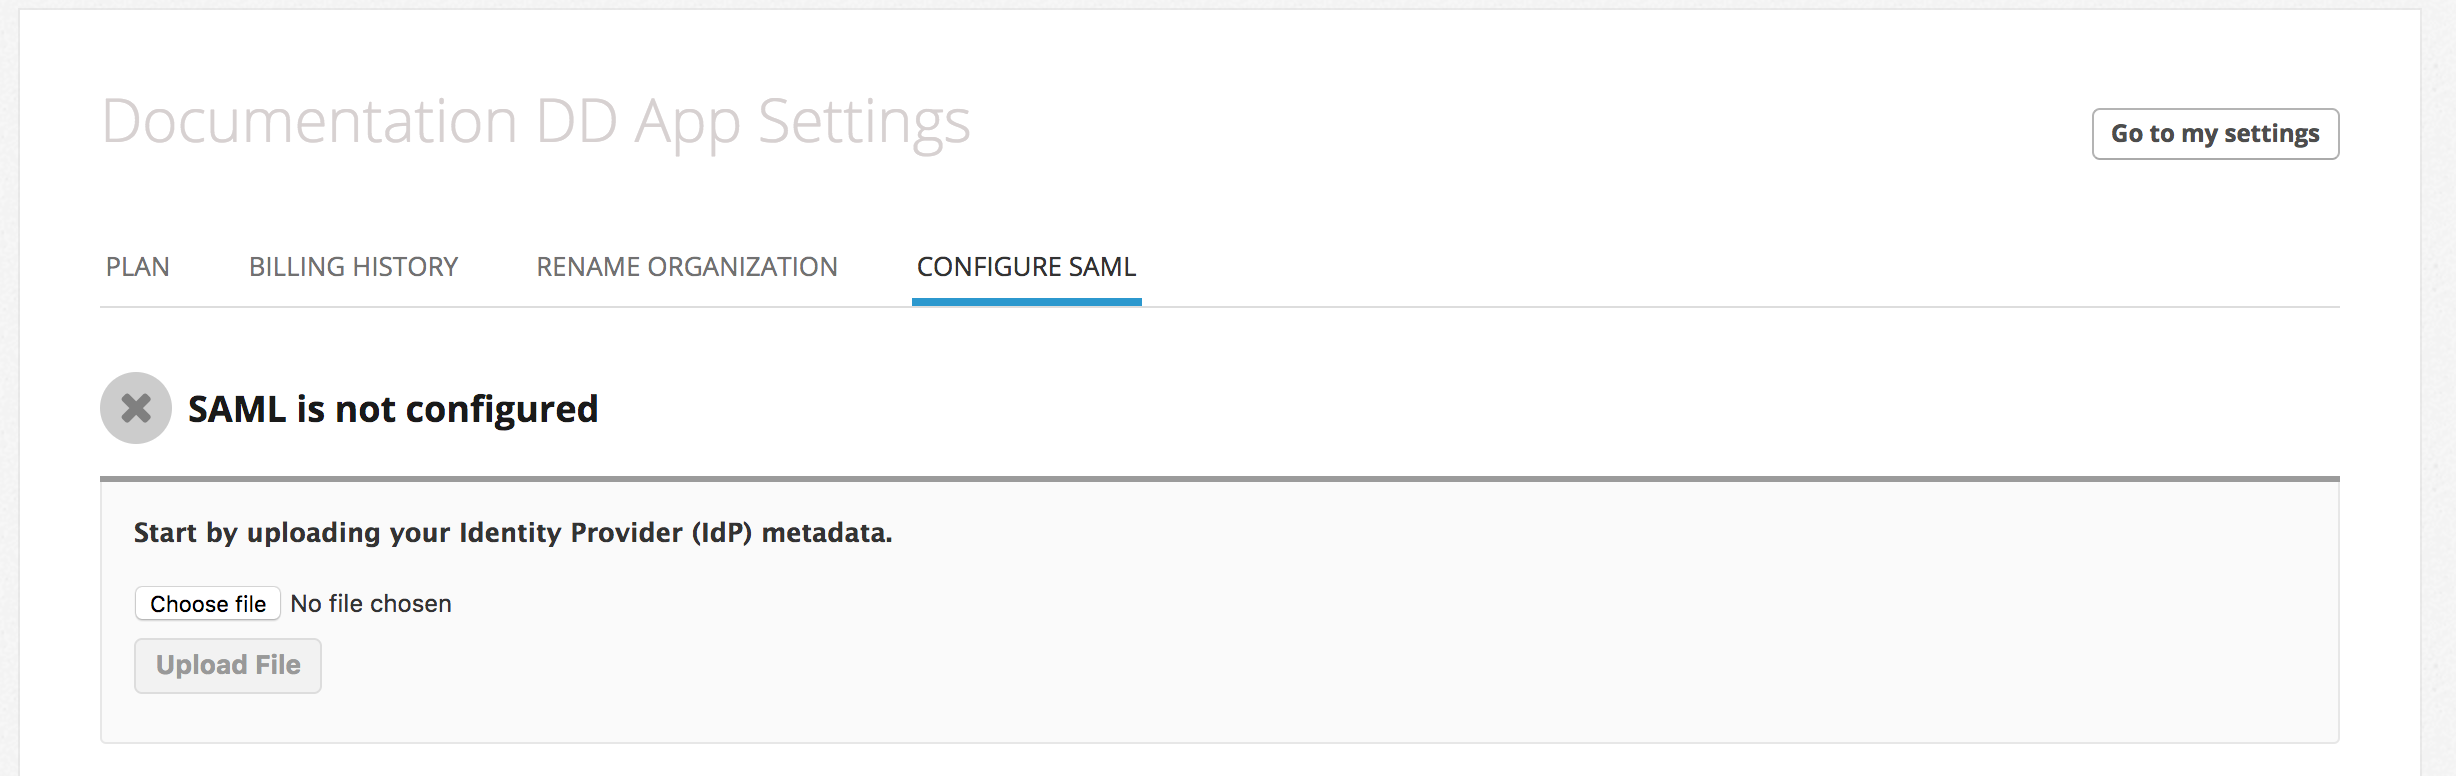 Documentation DD App Settings
Go to my settings
PLAN BILLING HISTORY RENAME ORGANIZATION CONFIGURE SAML
SAML is not configured
Start by uploading your Identity Provider (IdP) metadata.
Choose file No file chosen
Upload File